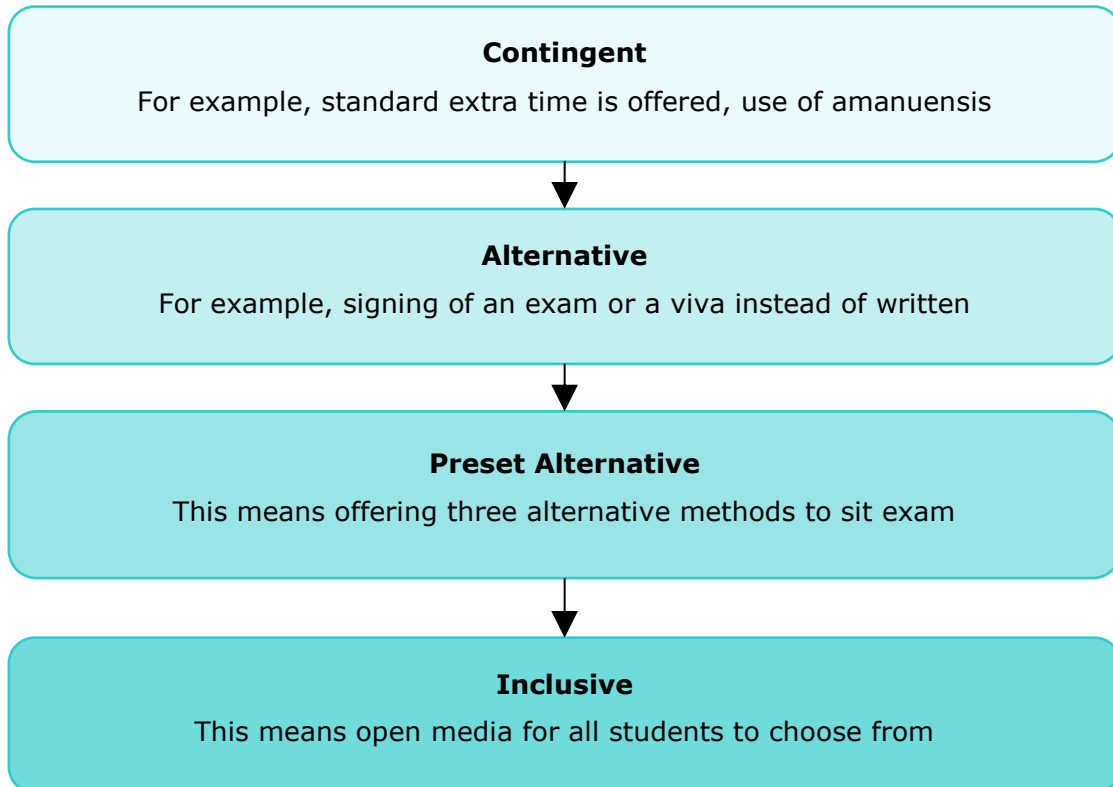 Contingent
For example, standard extra time is offered, use of amanuensis
Alternative
For example, signing of an exam or a viva instead of written
Preset Alternative
This means offering three alternative methods to sit exam
Inclusive
This means open media for all students to choose from